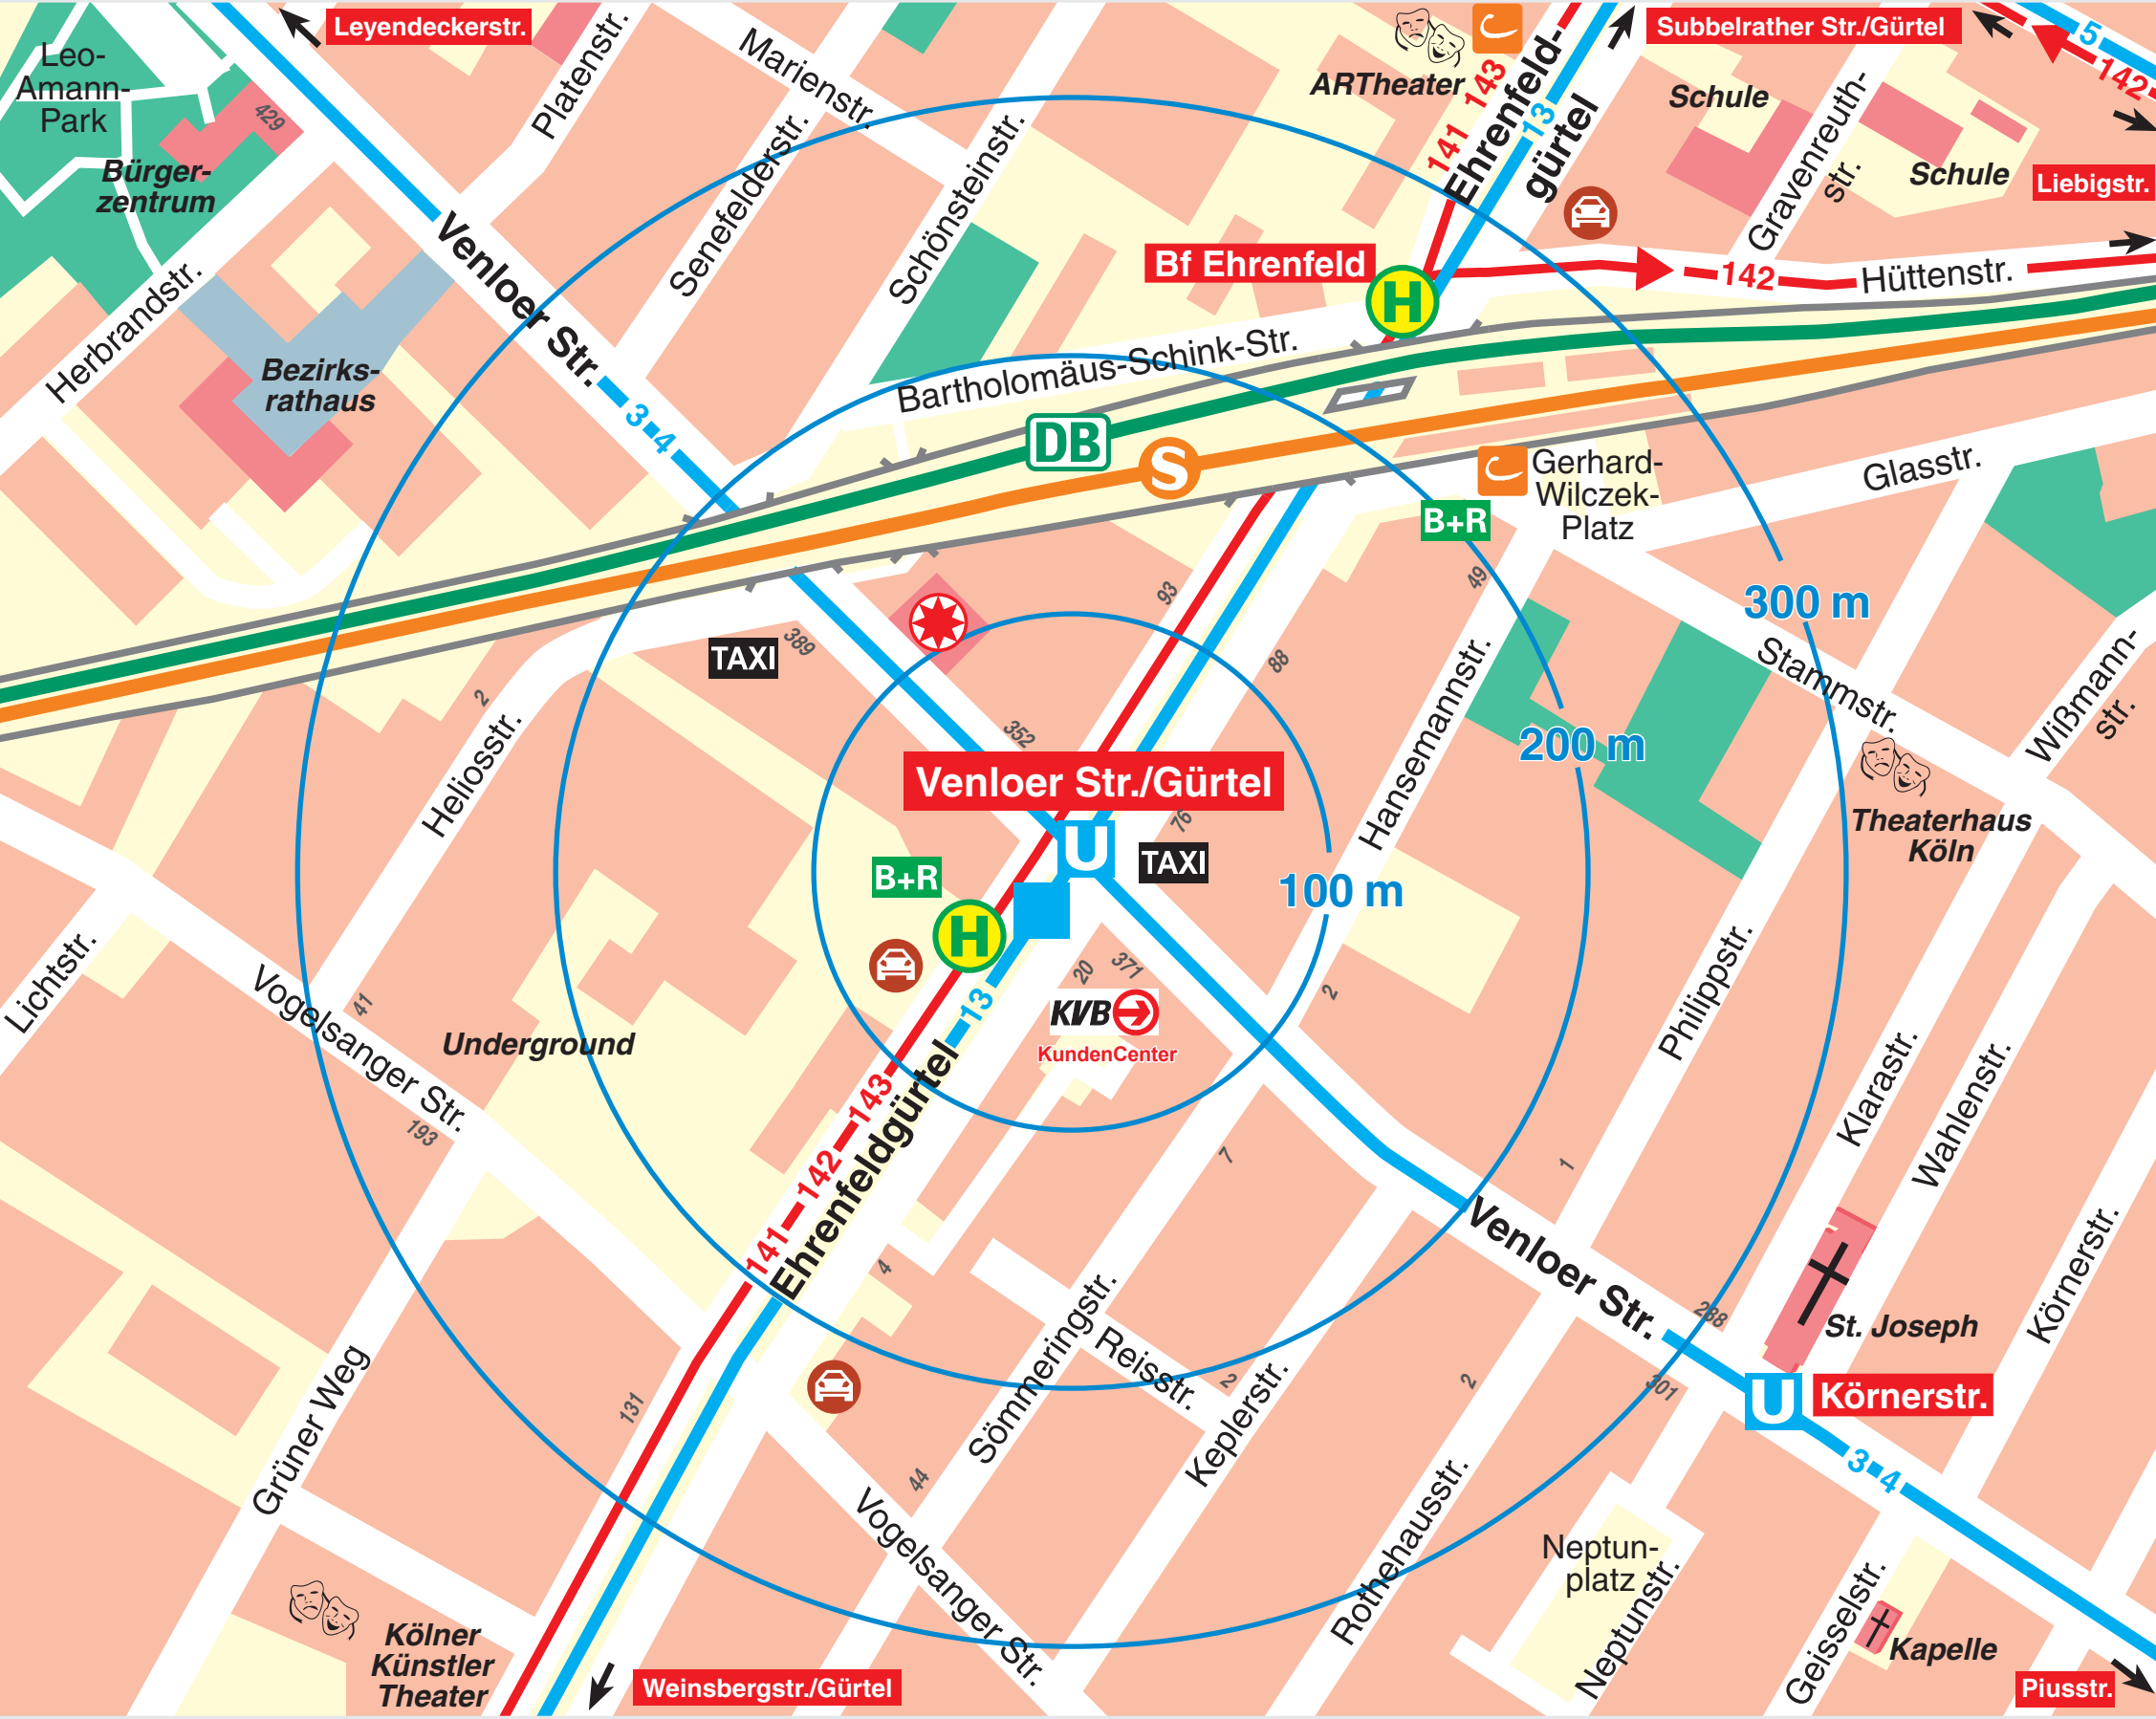 Leyendeckerstr.
Subbelrather Str./Gürtel
5
142
Leo-
Amann-
Park
Platenstr.
Marienstr.
ARTheater
141 143
Ehrenfeld-
gürtel
13
Schule
Gravenreuth-
str.
Schule
Liebigstr.
429
Bürger-
zentrum
Senefelderstr.
Schönsteinstr.
Venloer Str.
Herbrandstr.
Bf Ehrenfeld
H
142
Hüttenstr.
Bezirks-
rathaus
3 4
Bartholomäus-Schink-Str.
DB
S
Gerhard-
Wilczek-
Platz
Glasstr.
B+R
49
93
88
300 m
Stammstr.
Wißmann-
str.
TAXI
389
2
Heliosstr.
352
Hansemannstr.
200 m
Venloer Str./Gürtel
76
U
TAXI
B+R
100 m
Theaterhaus
Köln
H
13
20
371
2
KVB
KundenCenter
Lichtstr.
Vogelsanger Str.
41
193
Underground
Philippstr.
Klarastr.
Wahlenstr.
Körnerstr.
141 142 143
Ehrenfeldgürtel
7
1
4
Venloer Str.
288
301
St. Joseph
U
Körnerstr.
3 4
Sömmeringstr.
Reisstr.
2
Keplerstr.
2
Grüner Weg
131
44
Vogelsanger Str.
Rothehausstr.
Neptun-
platz
Neptunstr.
Geisselstr.
Kapelle
Kölner
Künstler
Theater
Weinsbergstr./Gürtel
Piusstr.